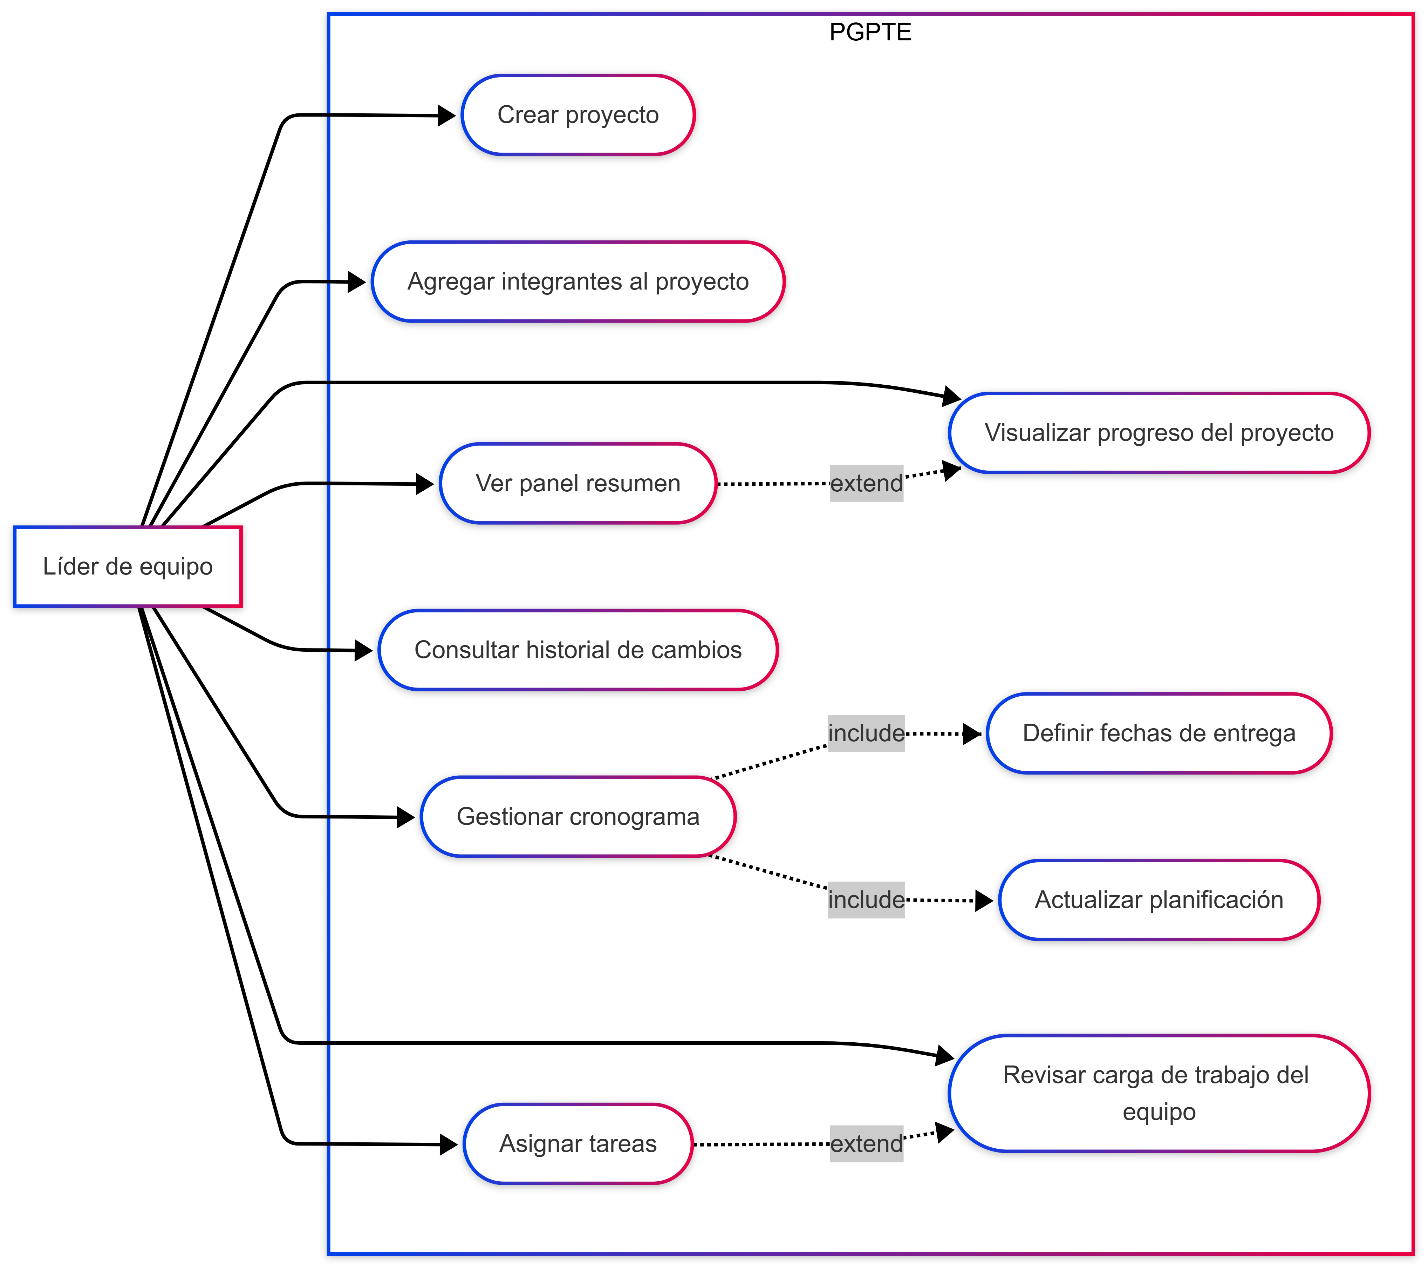 PGPTE
Crear proyecto
Agregar integrantes al proyecto
Visualizar progreso del proyecto
Ver panel resumen
extend
Líder de equipo
Consultar historial de cambios
include
Definir fechas de entrega
Gestionar cronograma
include
Actualizar planificación
Revisar carga de trabajo del
equipo
Asignar tareas
extend